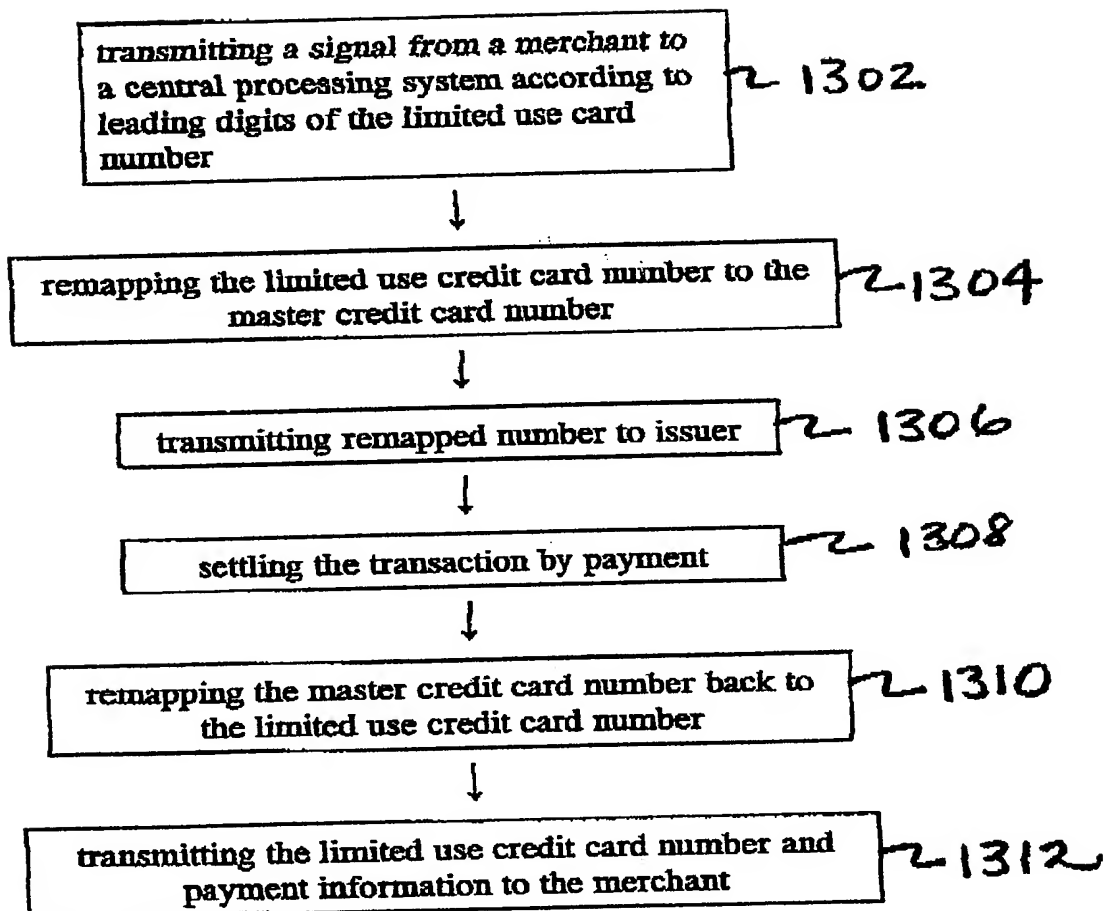 transmitting a signal from a merchant to
a central processing system according to
leading digits of the limited use card
number
1302
remapping the limited use credit card number to the
master credit card number
1304
transmitting remapped number to issuer
1306
settling the transaction by payment
1308
remapping the master credit card number back to
the limited use credit card number
1310
transmitting the limited use credit card number and
payment information to the merchant
1312